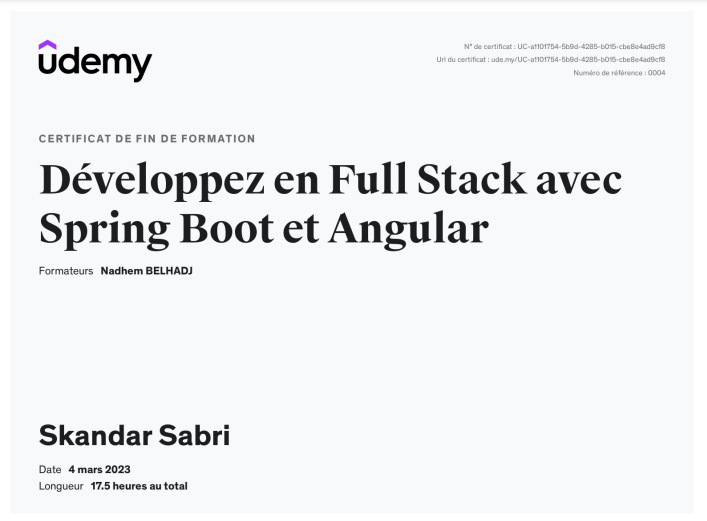 udemy
N° de certificat : UC-a1101754-5b9d-4285-b015-cbe8e4ad9cf8
Url du certificat : ude.my/UC-a1101754-5b9d-4285-b015-cbe8e4ad9cf8
Numéro de référence : 0004
CERTIFICAT DE FIN DE FORMATION
Développez en Full Stack avec
Spring Boot et Angular
Formateurs Nadhem BELHADJ
Skandar Sabri
Date 4 mars 2023
Longueur 17.5 heures au total